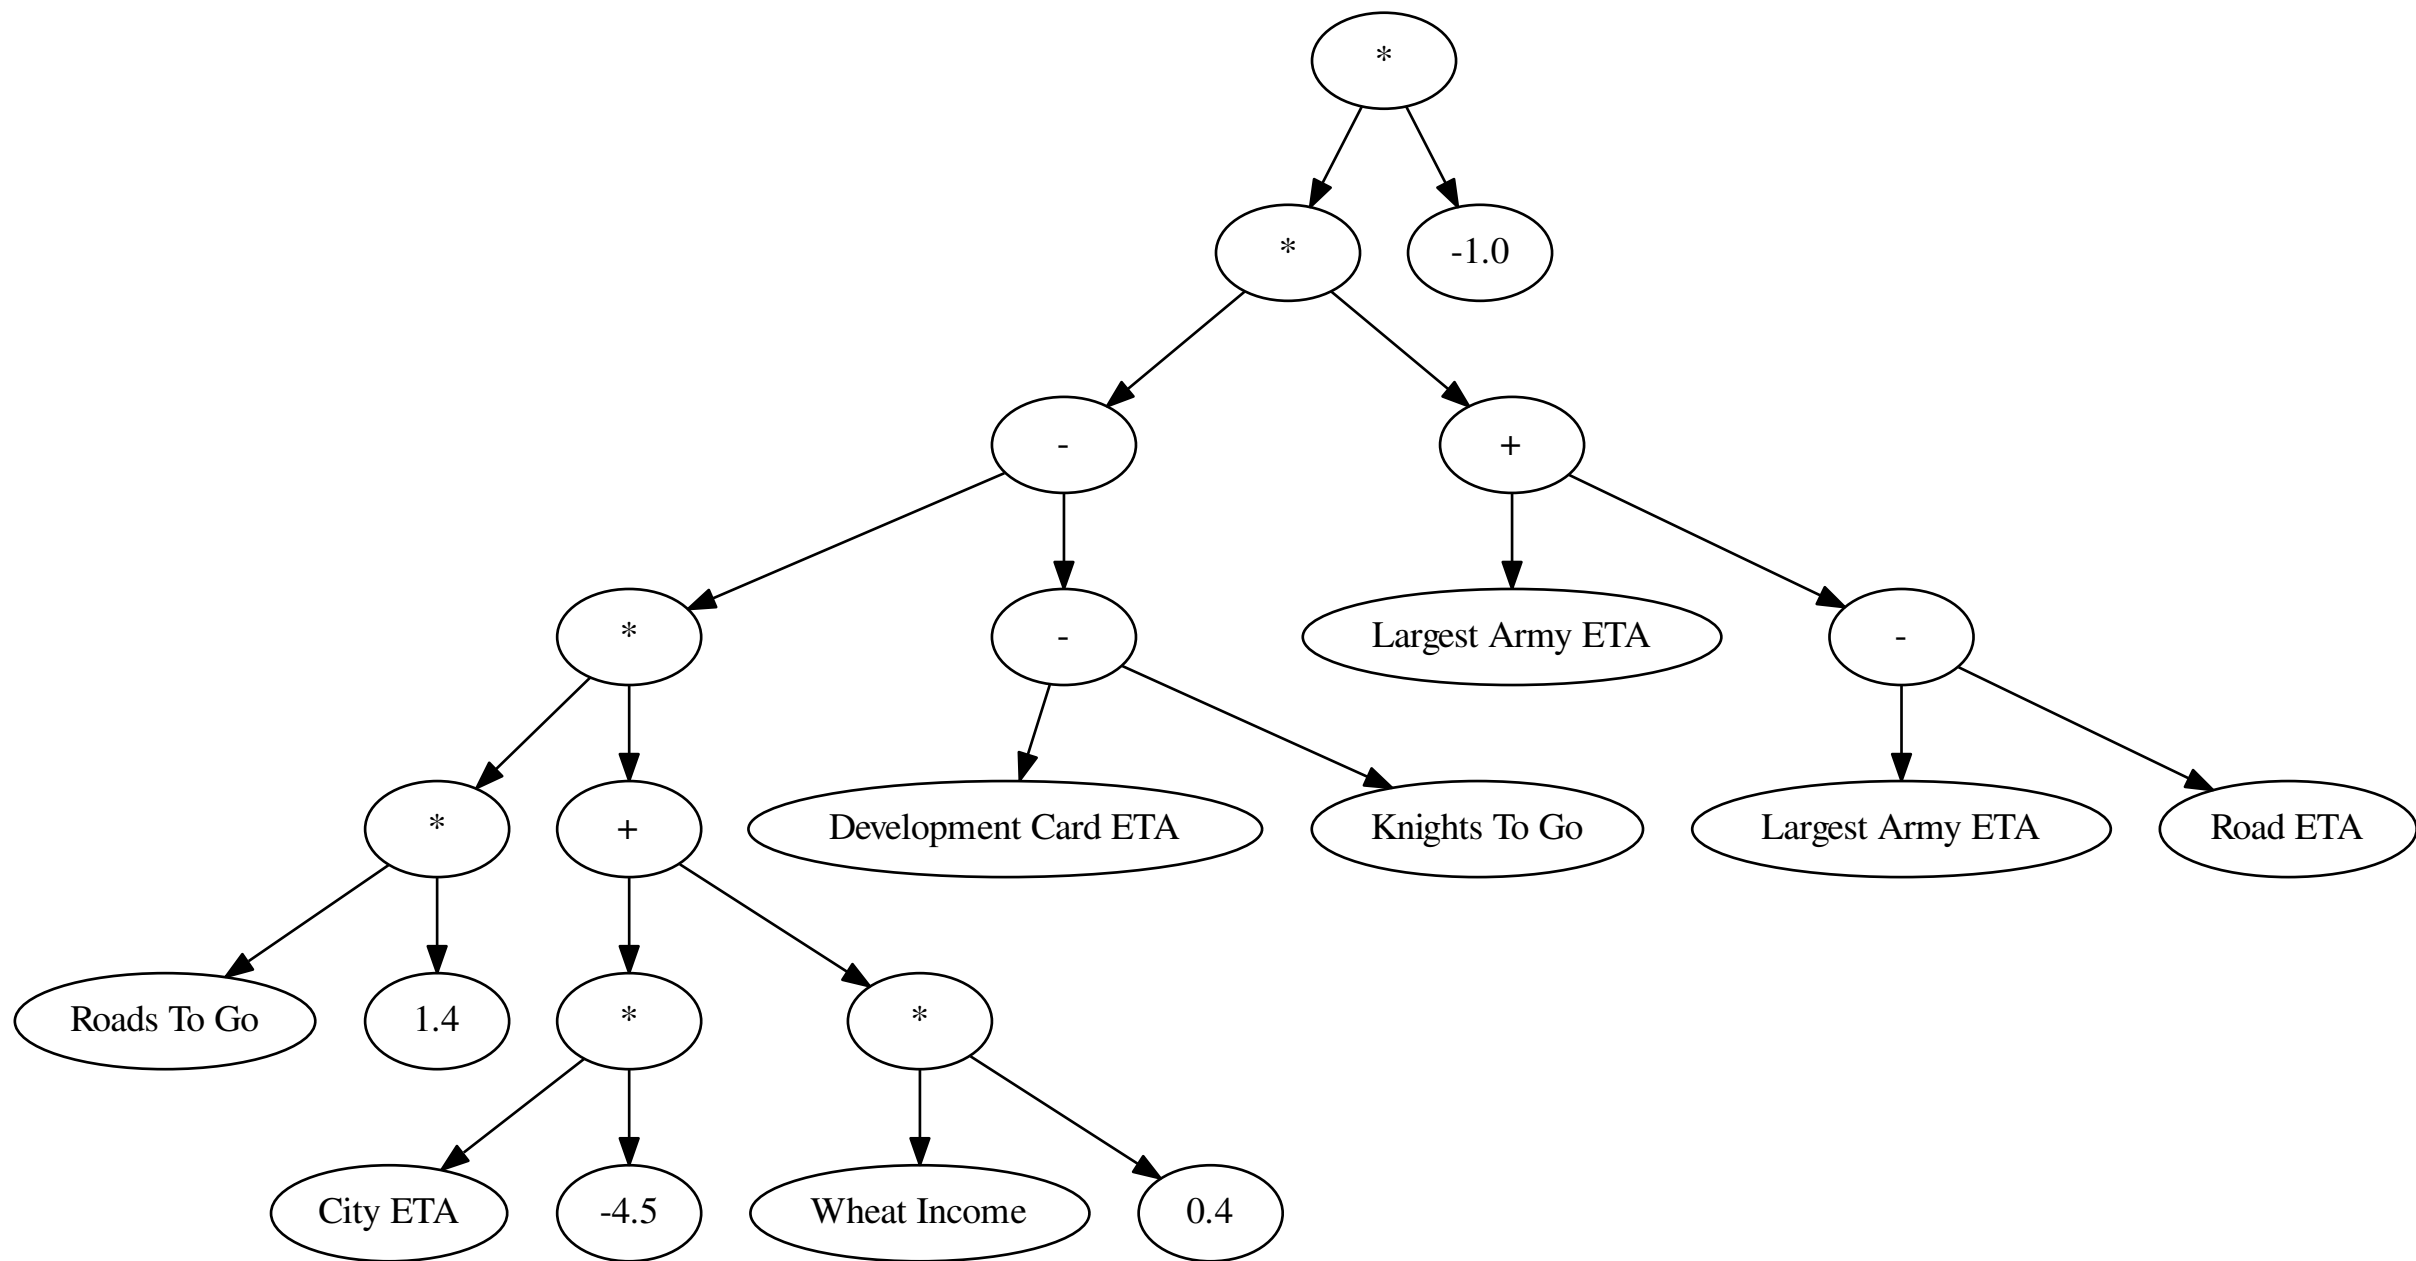 *
*
-1.0
-
+
*
-
Largest Army ETA
-
*
+
Development Card ETA
Knights To Go
Largest Army ETA
Road ETA
Roads To Go
1.4
*
*
City ETA
-4.5
Wheat Income
0.4